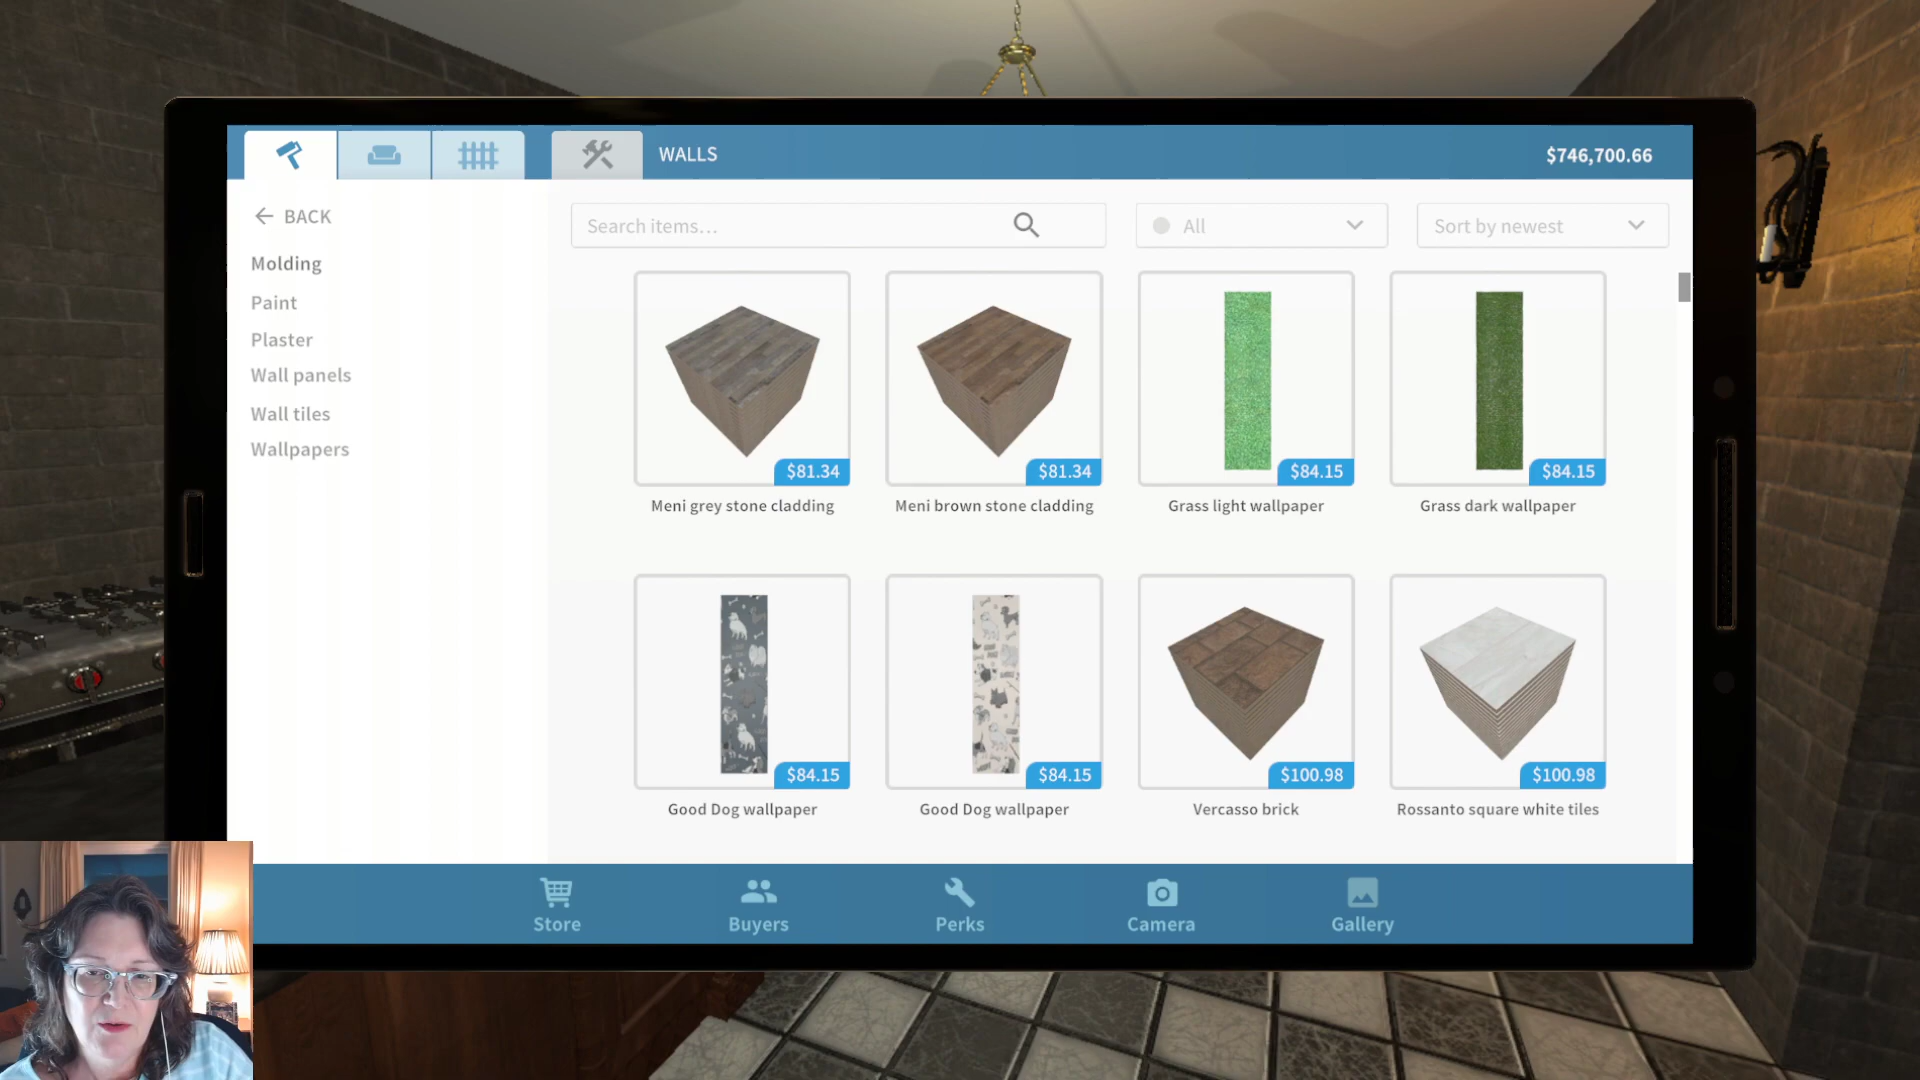 WALLS
$746,700.66
BACK
Molding
Paint
Plaster
Wall panels
Wall tiles
Wallpapers
Search items...
All
Sort by newest
$81.34
$81.34
$84.15
$84.15
Meni grey stone cladding
Meni brown stone cladding
Grass light wallpaper
Grass dark wallpaper
$84.15
$84.15
$100.98
$100.98
Good Dog wallpaper
Good Dog wallpaper
Vercasso brick
Rossanto square white tiles
Store
Buyers
Perks
Camera
Gallery